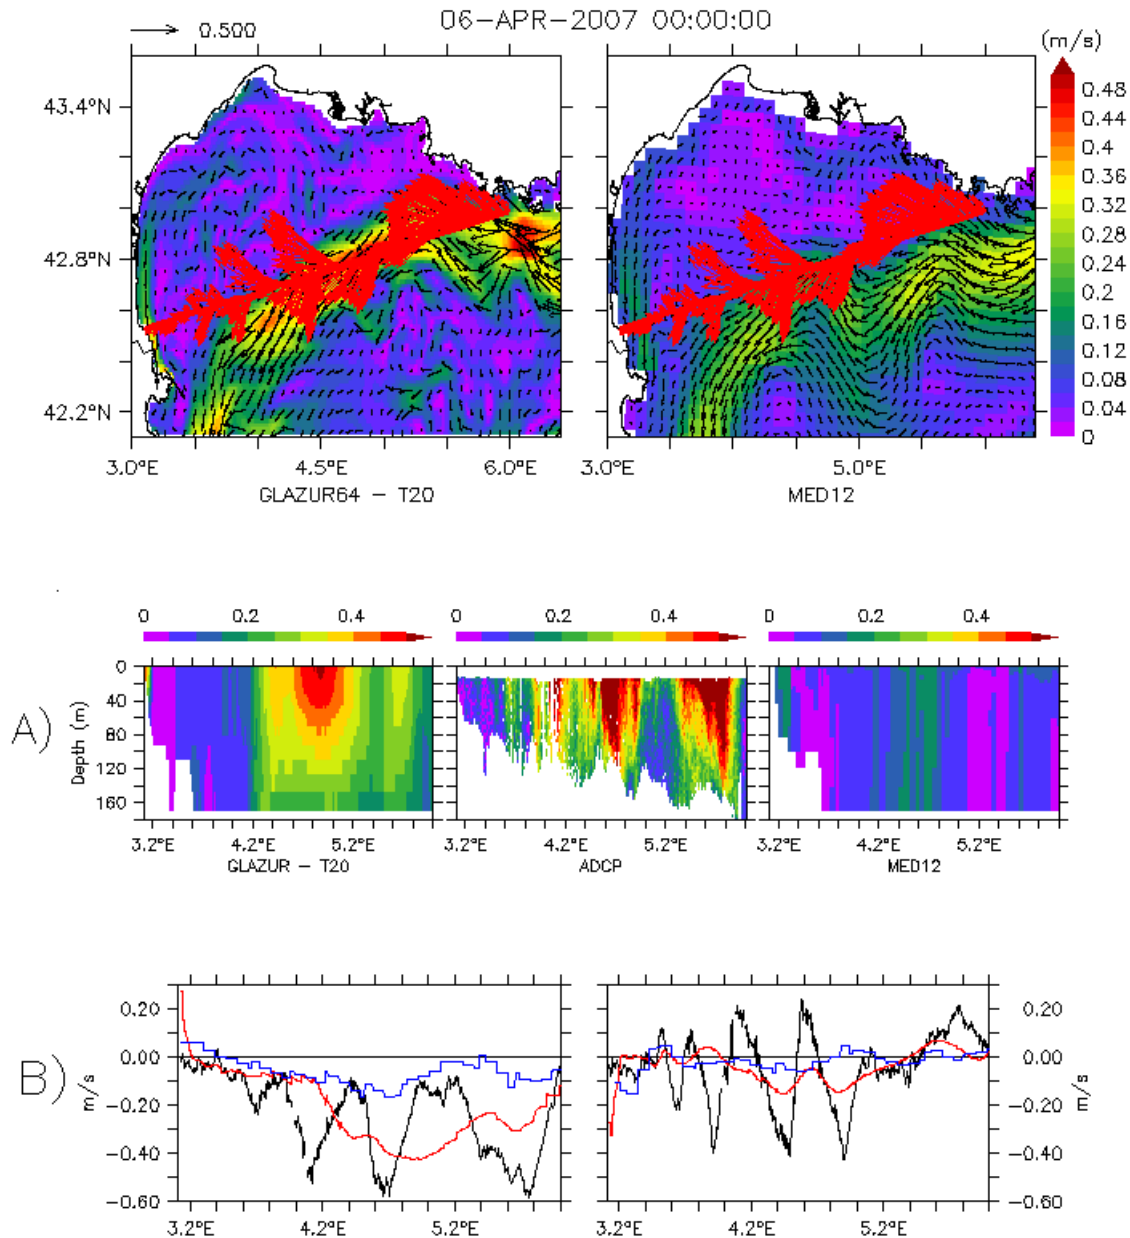 06-APR-2007 00:00:00
0.500
(m/s)
43.4°N
42.8°N
42.2°N
0.48
0.44
0.4
0.36
0.32
0.28
0.24
0.2
0.16
0.12
0.08
0.04
0
3.0°E 4.5°E 6.0°E 3.0°E 5.0°E
GLAZUR64 - T20 MED12
0 0.2 0.4 0 0.2 0.4 0 0.2 0.4
A)
Depth (m)
0
40
80
120
160
3.2°E 4.2°E 5.2°E 3.2°E 4.2°E 5.2°E 3.2°E 4.2°E 5.2°E
GLAZUR - T20 ADCP MED12
B)
m/s
0.20 0.20
0.00 0.00
-0.20 -0.20
-0.40 -0.40
-0.60 -0.60
m/s
3.2°E 4.2°E 5.2°E 3.2°E 4.2°E 5.2°E